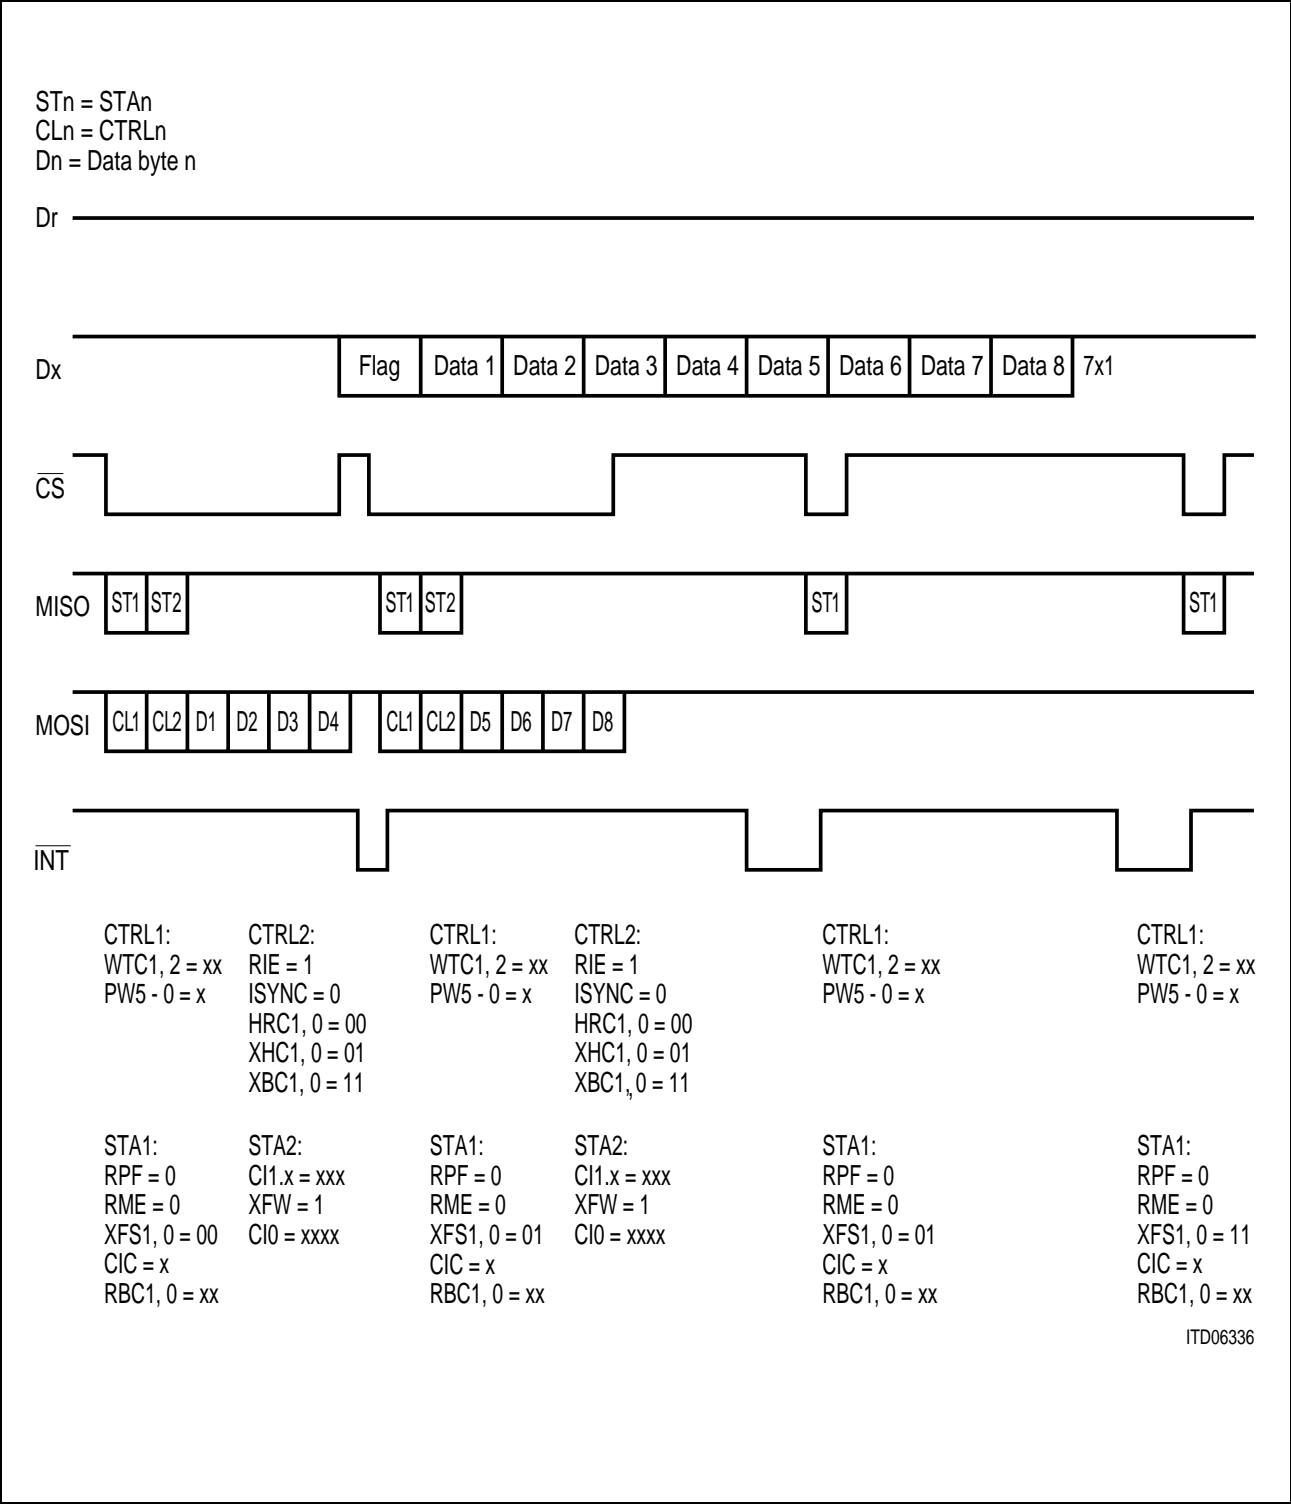 STn = STAn
CLn = CTRLn
Dn = Data byte n
Dr
Dx Flag Data 1 Data 2 Data 3 Data 4 Data 5 Data 6 Data 7 Data 8 7x1
CS
MISO ST1 ST2 ST1 ST2 ST1 ST1
MOSI CL1 CL2 D1 D2 D3 D4 CL1 CL2 D5 D6 D7 D8
INT
CTRL1: CTRL2: CTRL1: CTRL2: CTRL1: CTRL1:
WTC1, 2 = xx RIE = 1 WTC1, 2 = xx RIE = 1 WTC1, 2 = xx WTC1, 2 = xx
PW5 - 0 = x ISYNC = 0 PW5 - 0 = x ISYNC = 0 PW5 - 0 = x PW5 - 0 = x
HRC1, 0 = 00 HRC1, 0 = 00
XHC1, 0 = 01 XHC1, 0 = 01
XBC1, 0 = 11 XBC1,, 0 = 11
STA1: STA2: STA1: STA2: STA1: STA1:
RPF = 0 CI1.x = xxx RPF = 0 CI1.x = xxx RPF = 0 RPF = 0
RME = 0 XFW = 1 RME = 0 XFW = 1 RME = 0 RME = 0
XFS1, 0 = 00 CI0 = xxxx XFS1, 0 = 01 CI0 = xxxx XFS1, 0 = 01 XFS1, 0 = 11
CIC = x CIC = x CIC = x CIC = x
RBC1, 0 = xx RBC1, 0 = xx RBC1, 0 = xx RBC1, 0 = xx
ITD06336